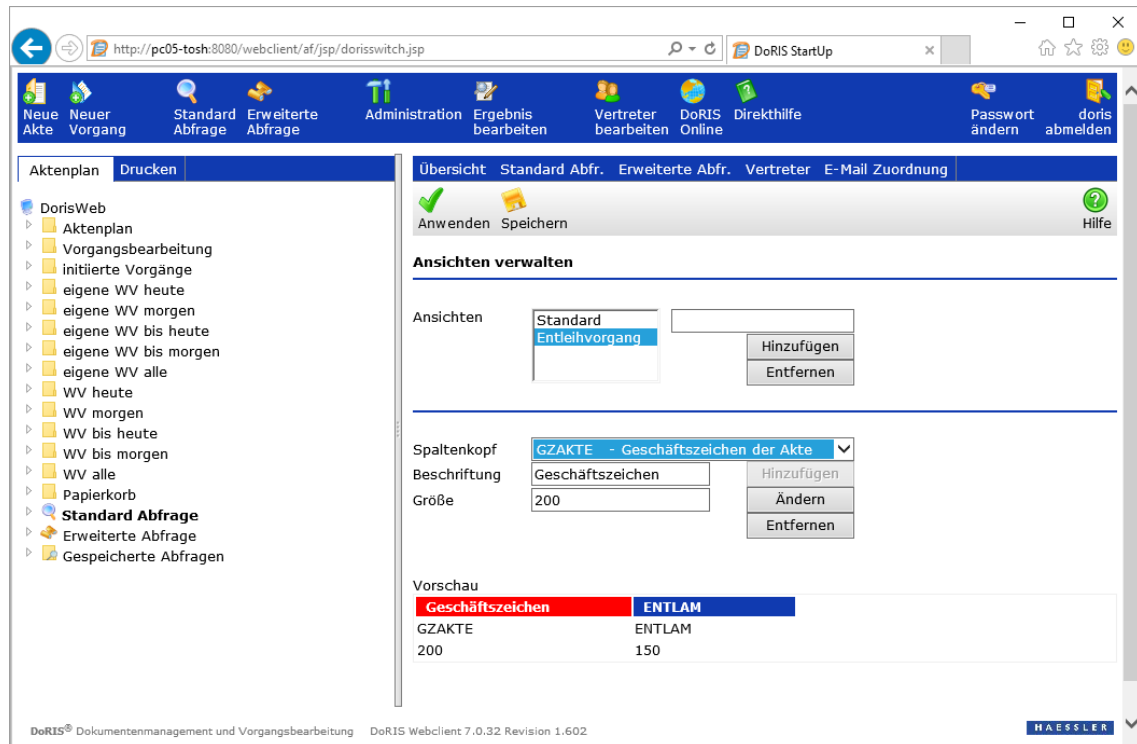 http://pc05-tosh:8080/webclient/af/jsp/dorisswitch.jsp
DoRIS StartUp
Neue Akte
Neuer Vorgang
Standard Abfrage
Erweiterte Abfrage
Administration
Ergebnis bearbeiten
Vertreter bearbeiten
DoRIS Online
Direkthilfe
Passwort ändern
doris abmelden
Aktenplan Drucken
DorisWeb
Aktenplan
Vorgangsbearbeitung
initiierte Vorgänge
eigene WV heute
eigene WV morgen
eigene WV bis heute
eigene WV bis morgen
eigene WV alle
WV heute
WV morgen
WV bis heute
WV bis morgen
WV alle
Papierkorb
Standard Abfrage
Erweiterte Abfrage
Gespeicherte Abfragen
Übersicht Standard Abfr. Erweiterte Abfr. Vertreter E-Mail Zuordnung
Anwenden Speichern Hilfe
Ansichten verwalten
Ansichten
Standard
Entleihvorgang
Hinzufügen
Entfernen
Spaltenkopf GZAKTE - Geschäftszeichen der Akte
Beschriftung Geschäftszeichen Hinzufügen
Größe 200 Ändern
Entfernen
Vorschau
Geschäftszeichen ENTLAM
GZAKTE ENTLAM
200 150
DoRIS® Dokumentenmanagement und Vorgangsbearbeitung DoRIS Webclient 7.0.32 Revision 1.602
HAESSLER